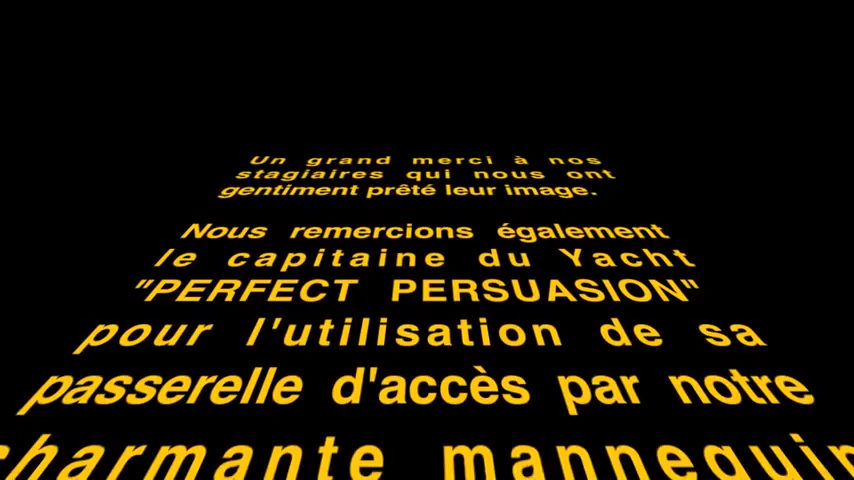 Un grand merci à nos
stagiaires qui nous ont
gentiment prêté leur image.
Nous remercions également
le capitaine du Yacht
"PERFECT PERSUASION"
pour l'utilisation de sa
passerelle d'accès par notre
charmante mannequin